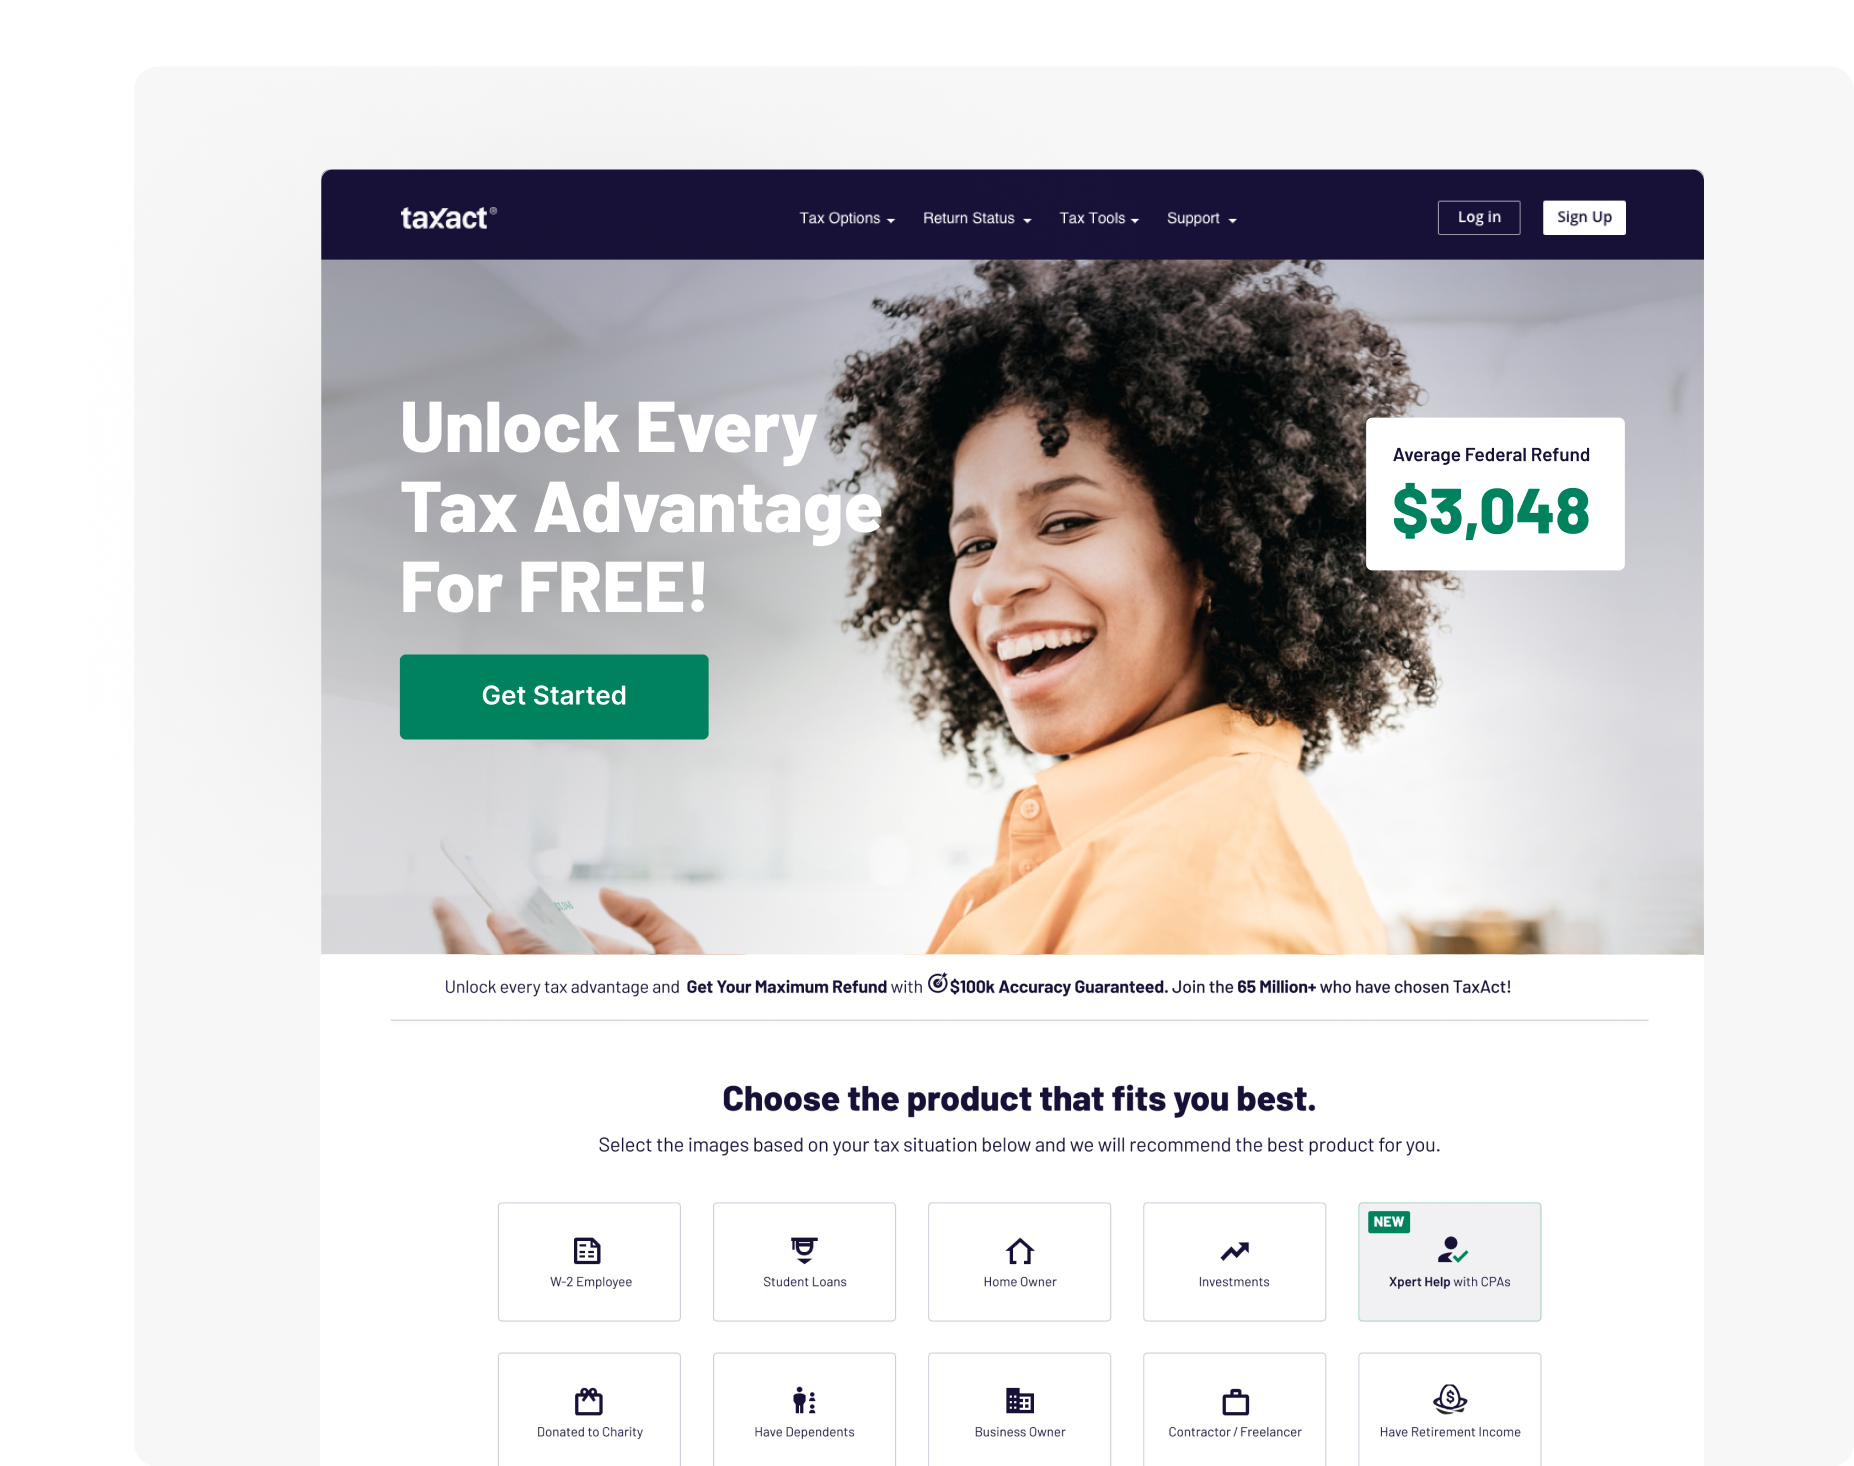 taxact®
Tax Options
Return Status
Tax Tools
Support
Log in
Sign Up
Unlock Every
Tax Advantage
For FREE!
Average Federal Refund
$3,048
Get Started
Unlock every tax advantage and Get Your Maximum Refund with $100k Accuracy Guaranteed. Join the 65 Million+ who have chosen TaxAct!
Choose the product that fits you best.
Select the images based on your tax situation below and we will recommend the best product for you.
W-2 Employee
Student Loans
Home Owner
Investments
NEW
Xpert Help with CPAs
Donated to Charity
Have Dependents
Business Owner
Contractor / Freelancer
Have Retirement Income